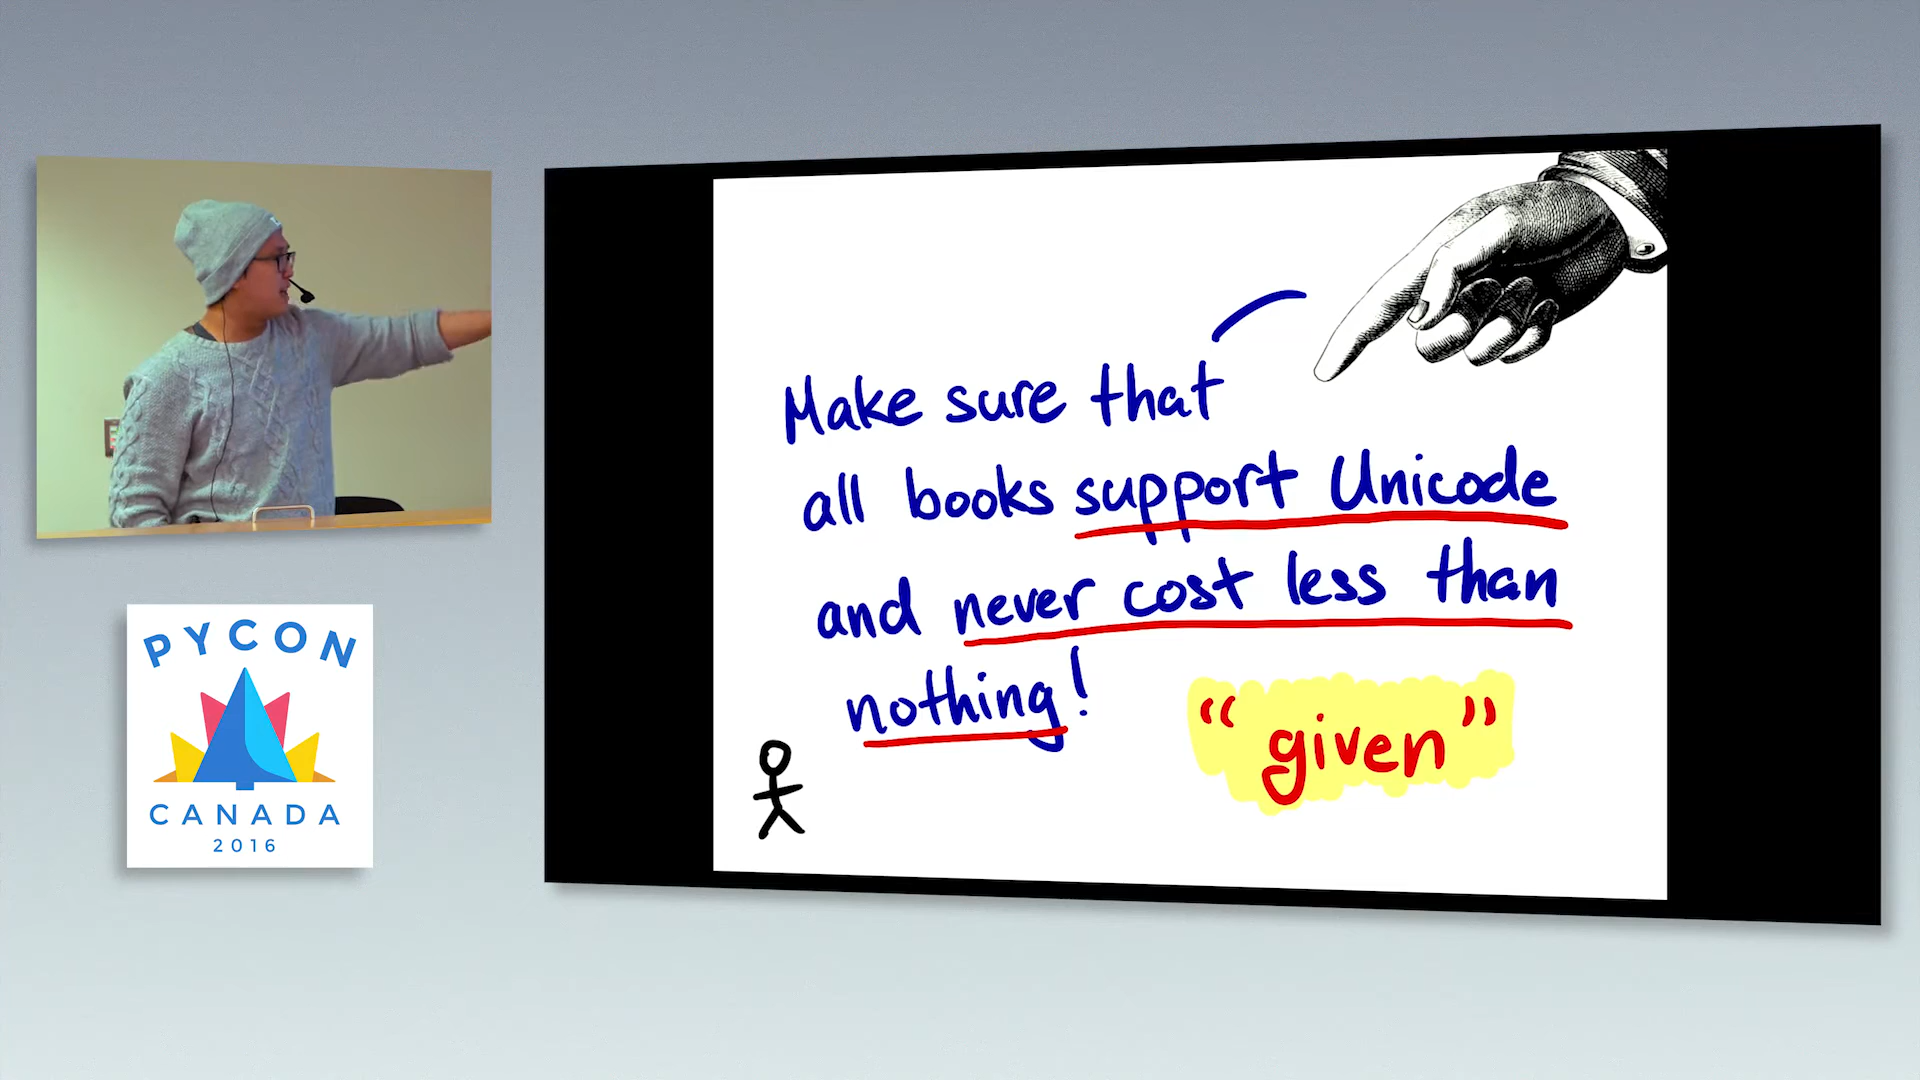 Make sure that
all books support Unicode
and never cost less than
nothing!
"given"
PYCON
CANADA
2016